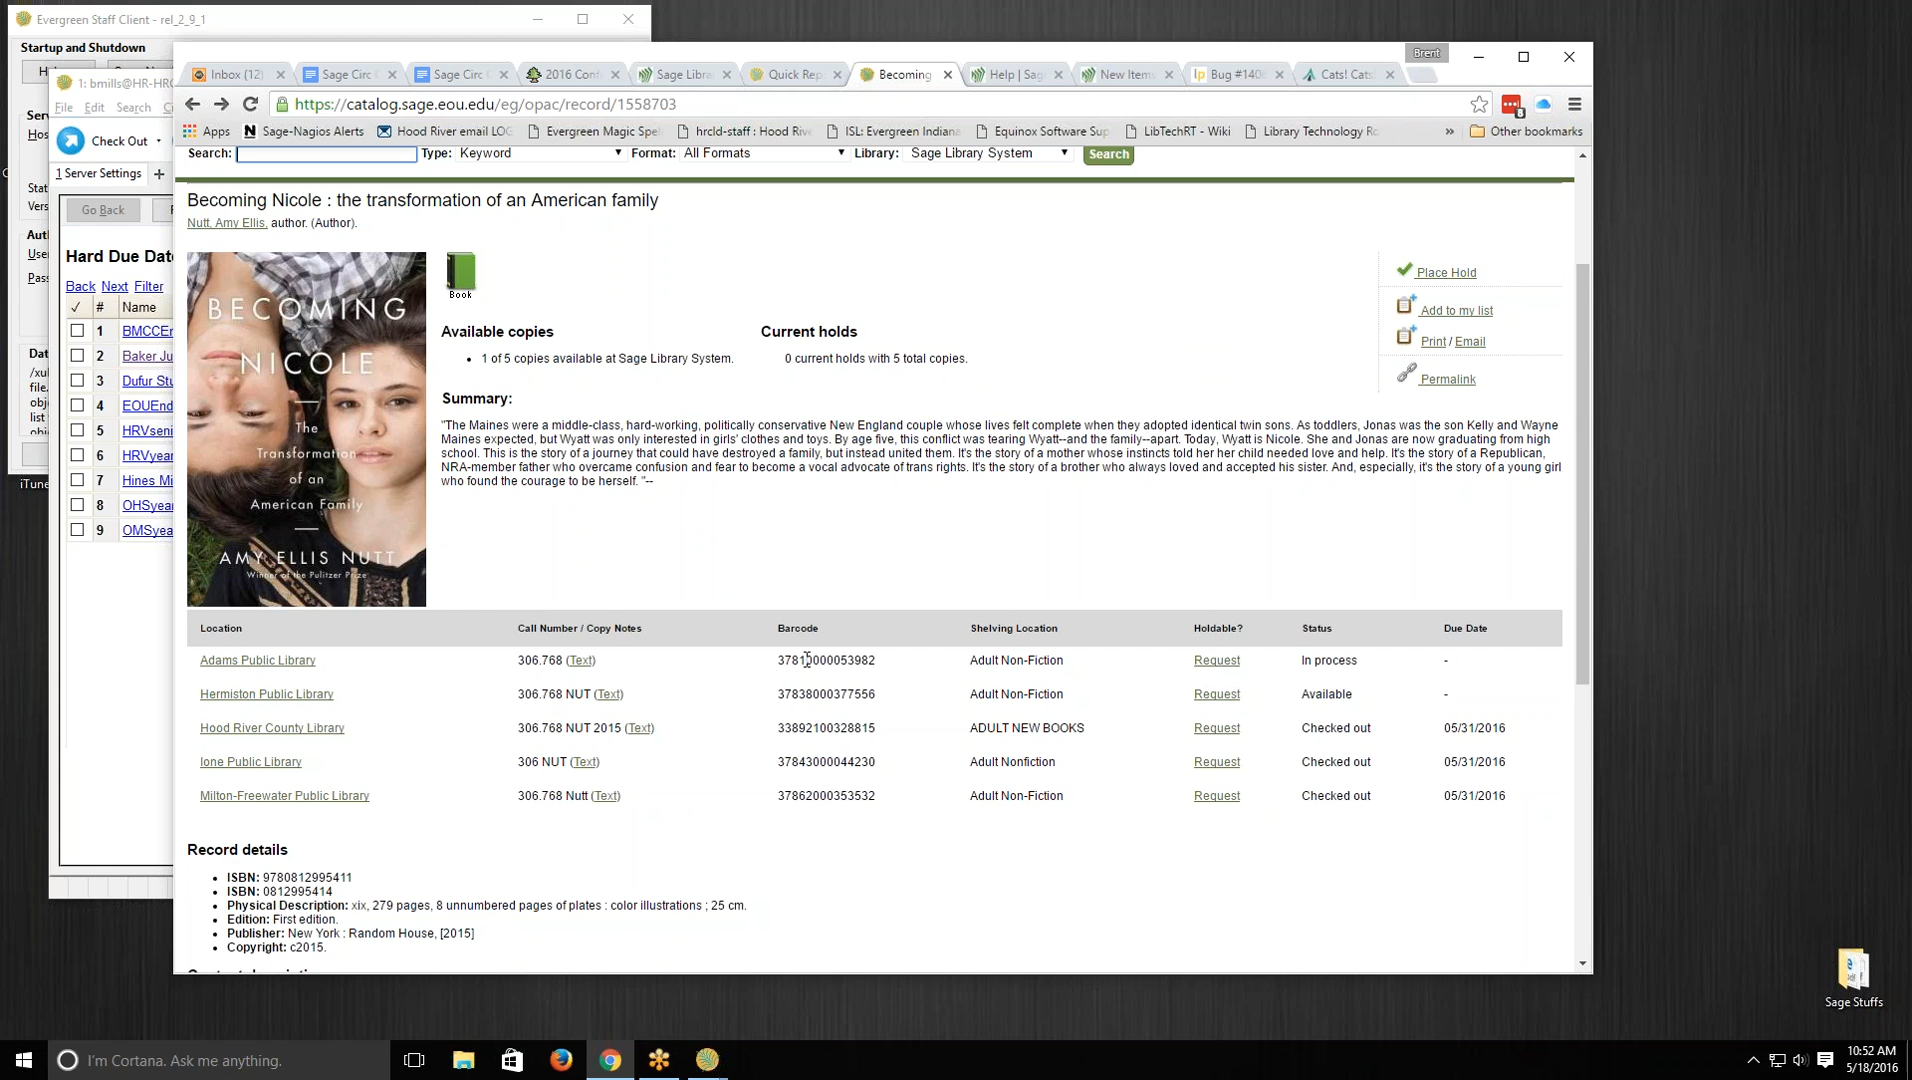 Evergreen Staff Client - rel_2_9_1
Startup and Shutdown
1: bmills@HR-HRC
File Edit Search
Check Out
1 Server Settings
Go Back
Hard Due Dat
Back Next Filter
✓ # Name
1 BMCCEn
2 Baker Ju
3 Dufur Stu
4 EOUEnd
5 HRVseni
6 HRVyear
7 Hines Mi
8 OHSyear
9 OMSyea
Brent
Inbox (12)
Sage Circ
Sage Circ
2016 Conf
Sage Libra
Quick Rep
Becoming
Help | Sag
New Items
Bug #1408
Cats! Cats
https://catalog.sage.eou.edu/eg/opac/record/1558703
Apps
Sage-Nagios Alerts
Hood River email LOG
Evergreen Magic Spel
hrcld-staff : Hood Rive
ISL: Evergreen Indiana
Equinox Software Sup
LibTechRT - Wiki
Library Technology Ro
» Other bookmarks
Search: Type: Keyword Format: All Formats Library: Sage Library System Search
Becoming Nicole : the transformation of an American family
Nutt, Amy Ellis, author. (Author).
BECOMING
NICOLE
The
Transformation
of an
American Family
AMY ELLIS NUTT
Winner of the Pulitzer Prize
Book
Available copies
• 1 of 5 copies available at Sage Library System.
Current holds
0 current holds with 5 total copies.
Place Hold
Add to my list
Print / Email
Permalink
Summary:
"The Maines were a middle-class, hard-working, politically conservative New England couple whose lives felt complete when they adopted identical twin sons. As toddlers, Jonas was the son Kelly and Wayne
Maines expected, but Wyatt was only interested in girls' clothes and toys. By age five, this conflict was tearing Wyatt--and the family--apart. Today, Wyatt is Nicole. She and Jonas are now graduating from high
school. This is the story of a journey that could have destroyed a family, but instead united them. It's the story of a mother whose instincts told her her child needed love and help. It's the story of a Republican,
NRA-member father who overcame confusion and fear to become a vocal advocate of trans rights. It's the story of a brother who always loved and accepted his sister. And, especially, it's the story of a young girl
who found the courage to be herself. "--
Location Call Number / Copy Notes Barcode Shelving Location Holdable? Status Due Date
Adams Public Library 306.768 (Text) 37810000053982 Adult Non-Fiction Request In process -
Hermiston Public Library 306.768 NUT (Text) 37838000377556 Adult Non-Fiction Request Available -
Hood River County Library 306.768 NUT 2015 (Text) 33892100328815 ADULT NEW BOOKS Request Checked out 05/31/2016
Ione Public Library 306 NUT (Text) 37843000044230 Adult Nonfiction Request Checked out 05/31/2016
Milton-Freewater Public Library 306.768 Nutt (Text) 37862000353532 Adult Non-Fiction Request Checked out 05/31/2016
Record details
• ISBN: 9780812995411
• ISBN: 0812995414
• Physical Description: xix, 279 pages, 8 unnumbered pages of plates : color illustrations ; 25 cm.
• Edition: First edition.
• Publisher: New York : Random House, [2015]
• Copyright: c2015.
Sage Stuffs
I'm Cortana. Ask me anything.
10:52 AM
5/18/2016